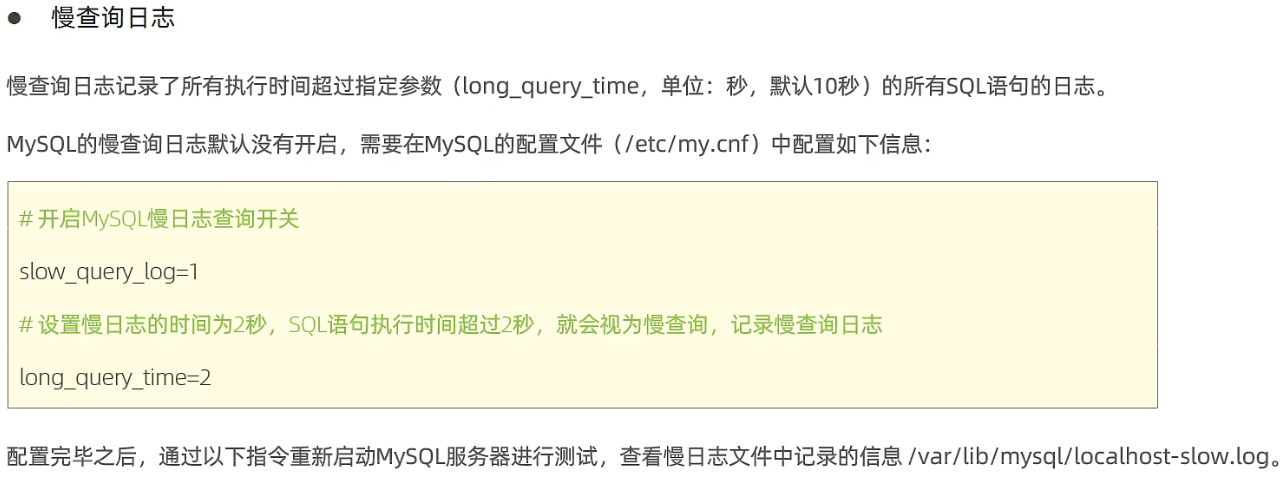 ● 慢查询日志
慢查询日志记录了所有执行时间超过指定参数（long_query_time，单位：秒，默认10秒）的所有SQL语句的日志。
MySQL的慢查询日志默认没有开启，需要在MySQL的配置文件（/etc/my.cnf）中配置如下信息：
# 开启MySQL慢日志查询开关
slow_query_log=1
# 设置慢日志的时间为2秒，SQL语句执行时间超过2秒，就会视为慢查询，记录慢查询日志
long_query_time=2
配置完毕之后，通过以下指令重新启动MySQL服务器进行测试，查看慢日志文件中记录的信息 /var/lib/mysql/localhost-slow.log。